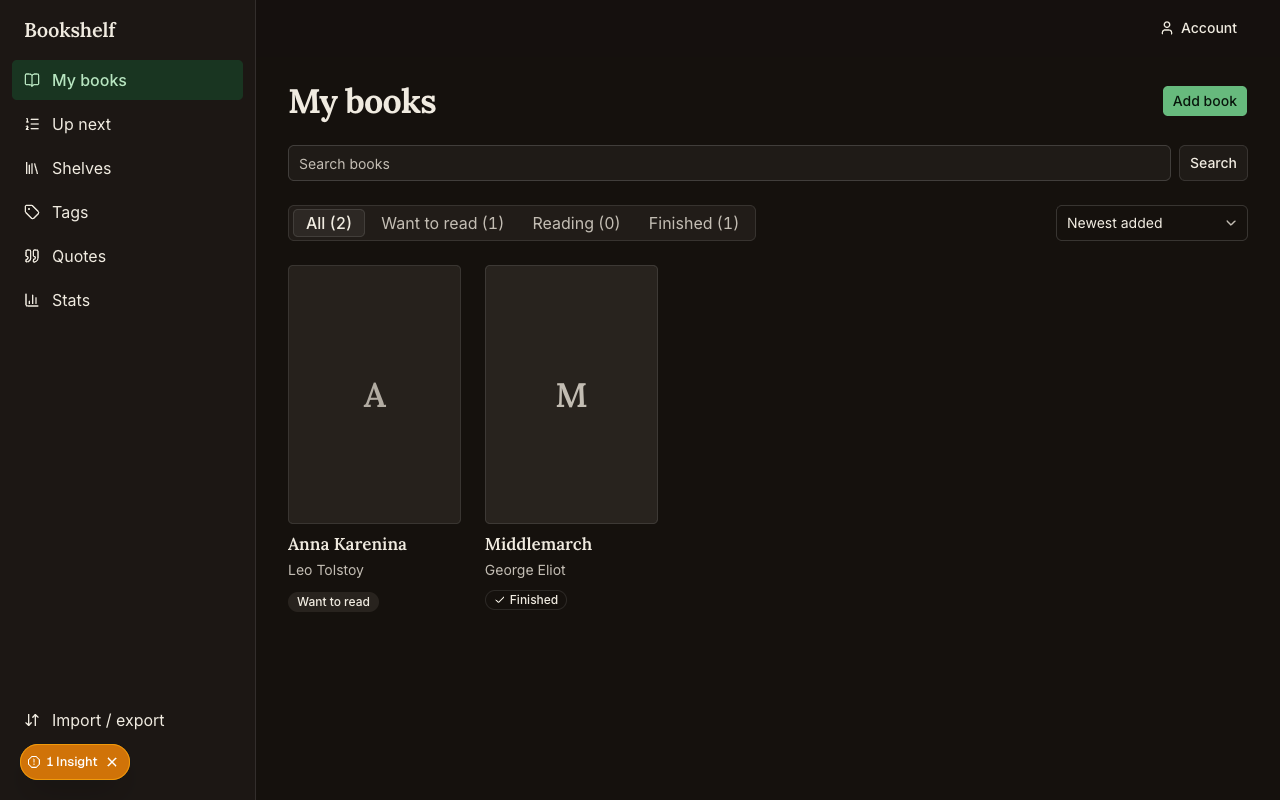 Bookshelf
Account
My books
Up next
Shelves
Tags
Quotes
Stats
Import / export
1 Insight
My books
Add book
Search books
Search
All (2) Want to read (1) Reading (0) Finished (1)
Newest added
A
M
Anna Karenina
Leo Tolstoy
Want to read
Middlemarch
George Eliot
Finished